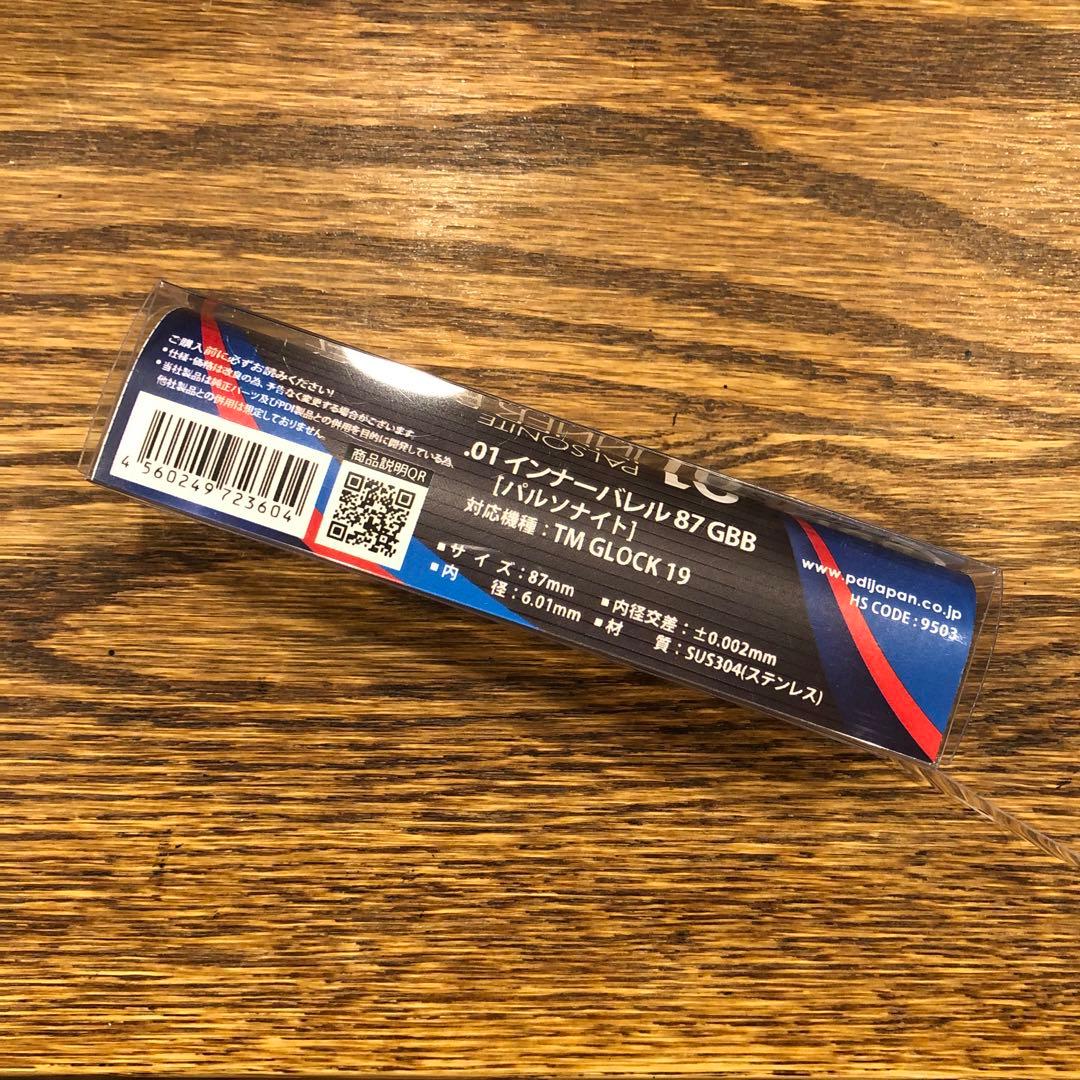 ご購入前に必ずお読みください!
●仕様・価格は改良の為、予告なく変更する場合がございます。
●当社製品は純正パーツ及びPDI製品との併用を目的に開発している為、
他社製品との併用は想定しておりません。
4 560249 723604
商品説明QR
PALSONITE
.01 インナーバレル 87 GBB
[パルソナイト]
対応機種：TM GLOCK 19
■サイズ：87mm
■内径交差：±0.002mm
■内 径：6.01mm
■材 質：SUS304(ステンレス)
www.pdijapan.co.jp
HS CODE : 9503